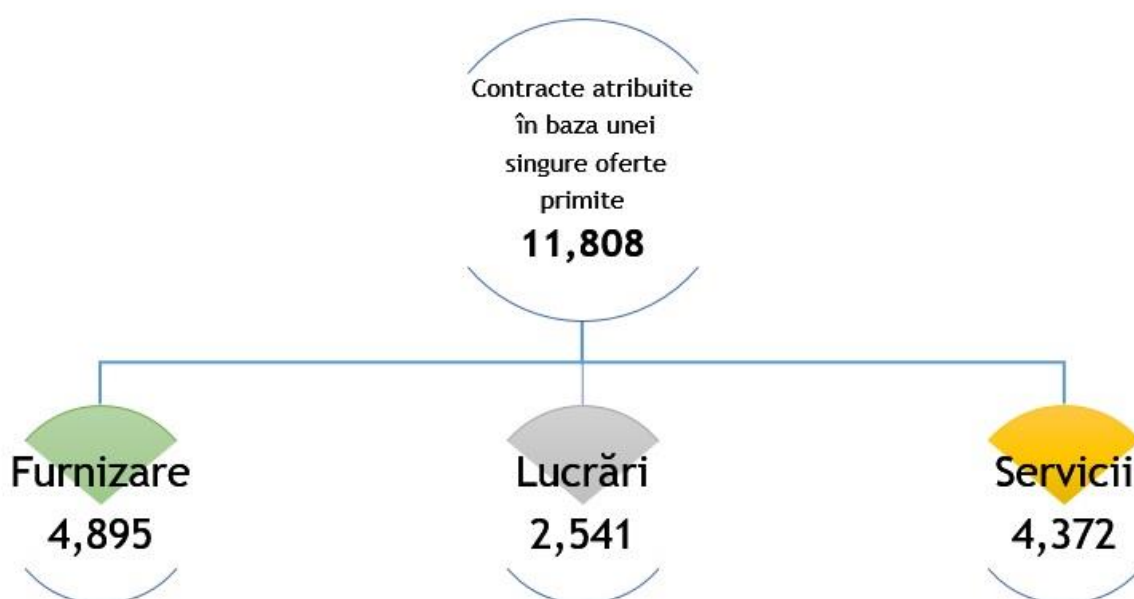 Contracte atribuite
în baza unei
singure oferte
primite
11,808
Furnizare
4,895
Lucrări
2,541
Servicii
4,372